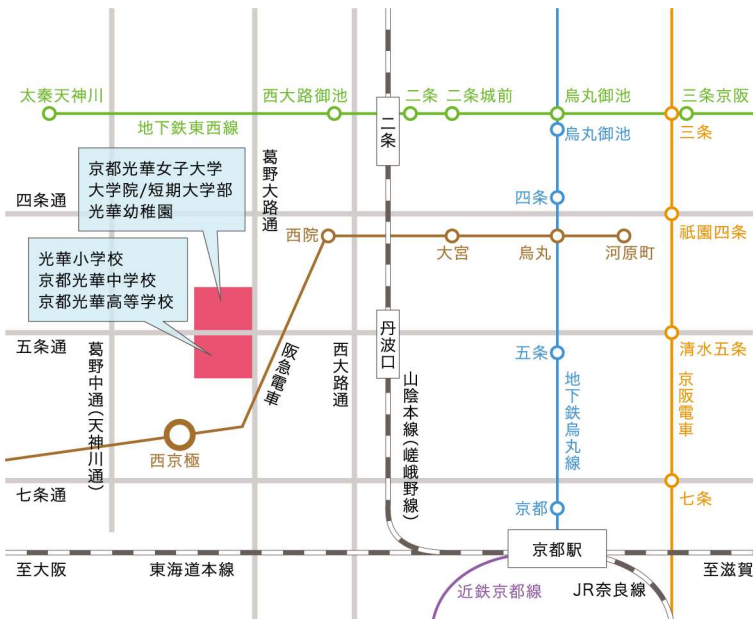 太秦天神川
地下鉄東西線
西大路御池
二条
二条城前
烏丸御池
三条京阪
二条
烏丸御池
三条
京都光華女子大学
大学院/短期大学部
光華幼稚園
葛野大路通
四条通
四条
祇園四条
西院
大宮
烏丸
河原町
光華小学校
京都光華中学校
京都光華高等学校
五条通
葛野中通(天神川通)
阪急電車
西大路通
丹波口
山陰本線(嵯峨野線)
五条
地下鉄烏丸線
清水五条
京阪電車
西京極
七条通
七条
京都
京都駅
至大阪
東海道本線
近鉄京都線
JR奈良線
至滋賀